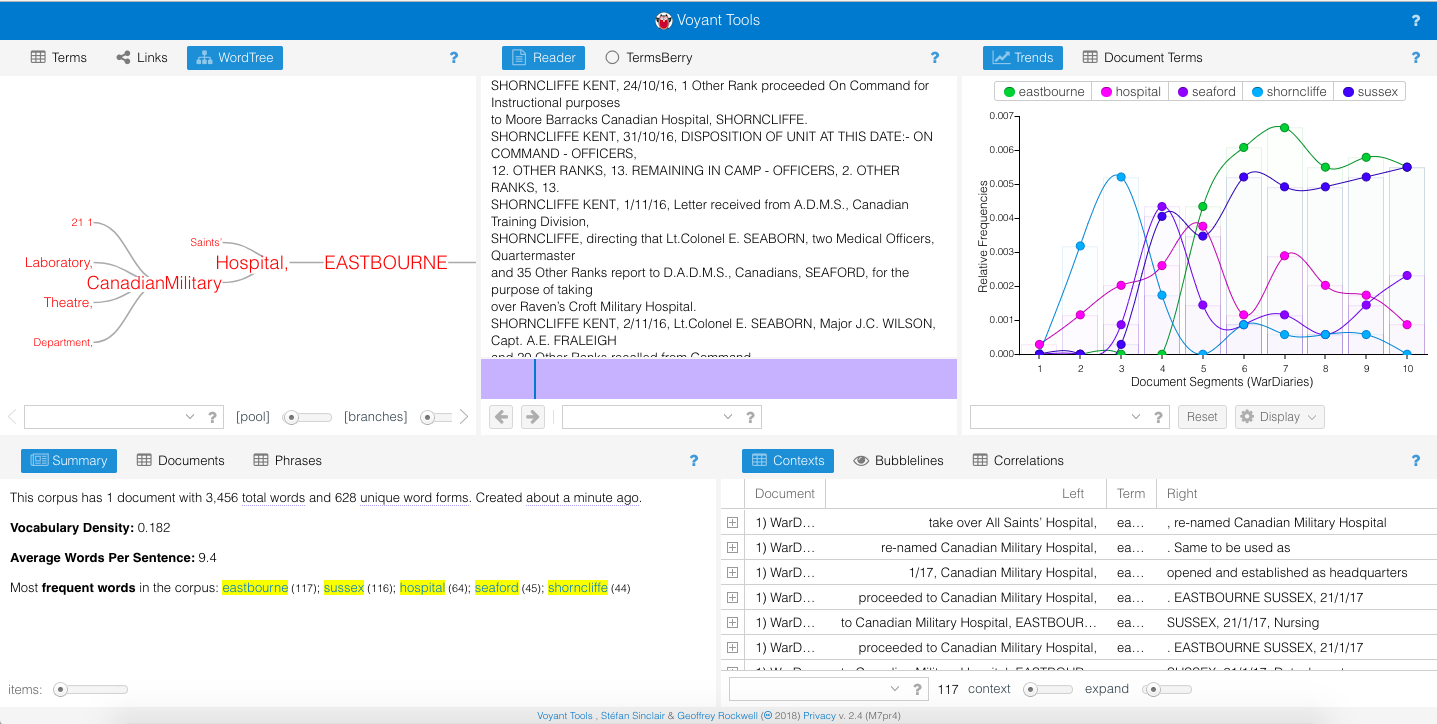 Voyant Tools ?
Terms Links WordTree ?
21 1
Laboratory,
Theatre,
Department,
CanadianMilitary
Saints'
Hospital,
EASTBOURNE
[pool] [branches]
?
Reader TermsBerry ?
SHORNCLIFFE KENT, 24/10/16, 1 Other Rank proceeded On Command for
Instructional purposes
to Moore Barracks Canadian Hospital, SHORNCLIFFE.
SHORNCLIFFE KENT, 31/10/16, DISPOSITION OF UNIT AT THIS DATE:- ON
COMMAND - OFFICERS,
12. OTHER RANKS, 13. REMAINING IN CAMP - OFFICERS, 2. OTHER
RANKS, 13.
SHORNCLIFFE KENT, 1/11/16, Letter received from A.D.M.S., Canadian
Training Division,
SHORNCLIFFE, directing that Lt.Colonel E. SEABORN, two Medical Officers,
Quartermaster
and 35 Other Ranks report to D.A.D.M.S., Canadians, SEAFORD, for the
purpose of taking
over Raven's Croft Military Hospital.
SHORNCLIFFE KENT, 2/11/16, Lt.Colonel E. SEABORN, Major J.C. WILSON,
Capt. A.E. FRALEIGH
and 29 Other Ranks recalled from Command
?
Trends Document Terms ?
eastbourne hospital seaford shorncliffe sussex
Relative Frequencies
0.007
0.006
0.005
0.004
0.003
0.002
0.001
0.000
1 2 3 4 5 6 7 8 9 10
Document Segments (WarDiaries)
? Reset Display
Summary Documents Phrases ?
This corpus has 1 document with 3,456 total words and 628 unique word forms. Created about a minute ago.
Vocabulary Density: 0.182
Average Words Per Sentence: 9.4
Most frequent words in the corpus: eastbourne (117); sussex (116); hospital (64); seaford (45); shorncliffe (44)
items:
Contexts Bubblelines Correlations ?
Document Left Term Right
1) WarD... take over All Saints' Hospital, ea... , re-named Canadian Military Hospital
1) WarD... re-named Canadian Military Hospital, ea... . Same to be used as
1) WarD... 1/17, Canadian Military Hospital, ea... opened and established as headquarters
1) WarD... proceeded to Canadian Military Hospital, ea... . EASTBOURNE SUSSEX, 21/1/17
1) WarD... to Canadian Military Hospital, EASTBOUR... ea... SUSSEX, 21/1/17, Nursing
1) WarD... proceeded to Canadian Military Hospital, ea... . EASTBOURNE SUSSEX, 21/1/17
? 117 context expand
Voyant Tools , Stéfan Sinclair & Geoffrey Rockwell (© 2018) Privacy v. 2.4 (M7pr4)